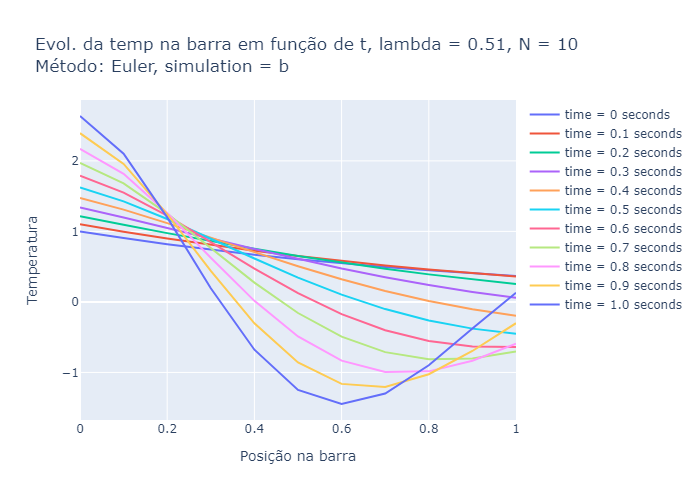 Evol. da temp na barra em função de t, lambda = 0.51, N = 10
Método: Euler, simulation = b
Temperatura
2
1
0
−1
0
0.2
0.4
0.6
0.8
1
Posição na barra
time = 0 seconds
time = 0.1 seconds
time = 0.2 seconds
time = 0.3 seconds
time = 0.4 seconds
time = 0.5 seconds
time = 0.6 seconds
time = 0.7 seconds
time = 0.8 seconds
time = 0.9 seconds
time = 1.0 seconds